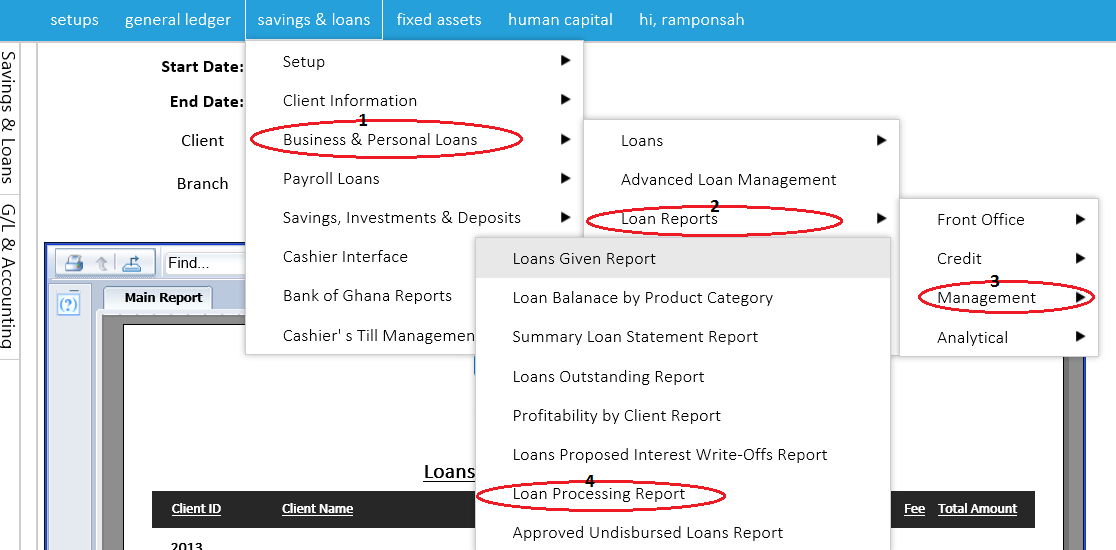 setups general ledger savings & loans fixed assets human capital hi, ramponsah
Savings & Loans
G/L & Accounting
Start Date:
End Date:
Client
Branch
Setup
Client Information
1
Business & Personal Loans
Payroll Loans
Savings, Investments & Deposits
Cashier Interface
Bank of Ghana Reports
Cashier' s Till Managemen
Loans
Advanced Loan Management
2
Loan Reports
Front Office
Credit
3
Management
Analytical
Loans Given Report
Loan Balanace by Product Category
Summary Loan Statement Report
Loans Outstanding Report
Profitability by Client Report
Loans Proposed Interest Write-Offs Report
4
Loan Processing Report
Approved Undisbursed Loans Report
Find...
(?)
Main Report
Loans
Client ID Client Name Fee Total Amount
2013